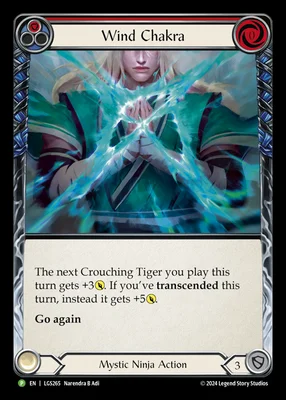 Wind Chakra
The next Crouching Tiger you play this
turn gets +3. If you've transcended this
turn, instead it gets +5.
Go again
Mystic Ninja Action
3
P EN | LGS265 Narendra B Adi
© 2024 Legend Story Studios